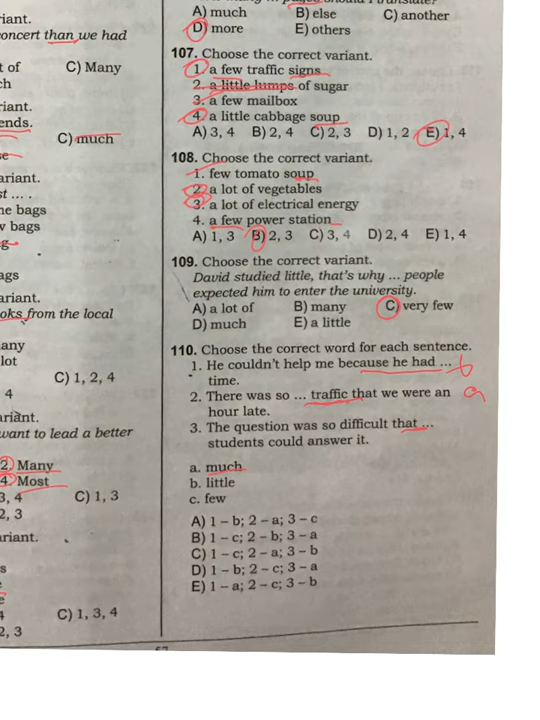 riant.
oncert than we had
t of C) Many
ch
riant.
ends.
C) much
ariant.
st ... .
ne bags
v bags
ags
ariant.
oks from the local
any
lot
C) 1, 2, 4
4
ariant.
want to lead a better
2. Many
4. Most
3, 4 C) 1, 3
2, 3
ariant.
s
C) 1, 3, 4
2, 3
A) much B) else C) another
D) more E) others
107. Choose the correct variant.
1. a few traffic signs
2. a little lumps of sugar
3. a few mailbox
4. a little cabbage soup
A) 3, 4 B) 2, 4 C) 2, 3 D) 1, 2 E) 1, 4
108. Choose the correct variant.
1. few tomato soup
2. a lot of vegetables
3. a lot of electrical energy
4. a few power station
A) 1, 3 B) 2, 3 C) 3, 4 D) 2, 4 E) 1, 4
109. Choose the correct variant.
David studied little, that's why ... people
expected him to enter the university.
A) a lot of B) many C) very few
D) much E) a little
110. Choose the correct word for each sentence.
1. He couldn't help me because he had ... b
time.
2. There was so ... traffic that we were an a
hour late.
3. The question was so difficult that ...
students could answer it.
a. much
b. little
c. few
A) 1 – b; 2 – a; 3 – c
B) 1 – c; 2 – b; 3 – a
C) 1 – c; 2 – a; 3 – b
D) 1 – b; 2 – c; 3 – a
E) 1 – a; 2 – c; 3 – b